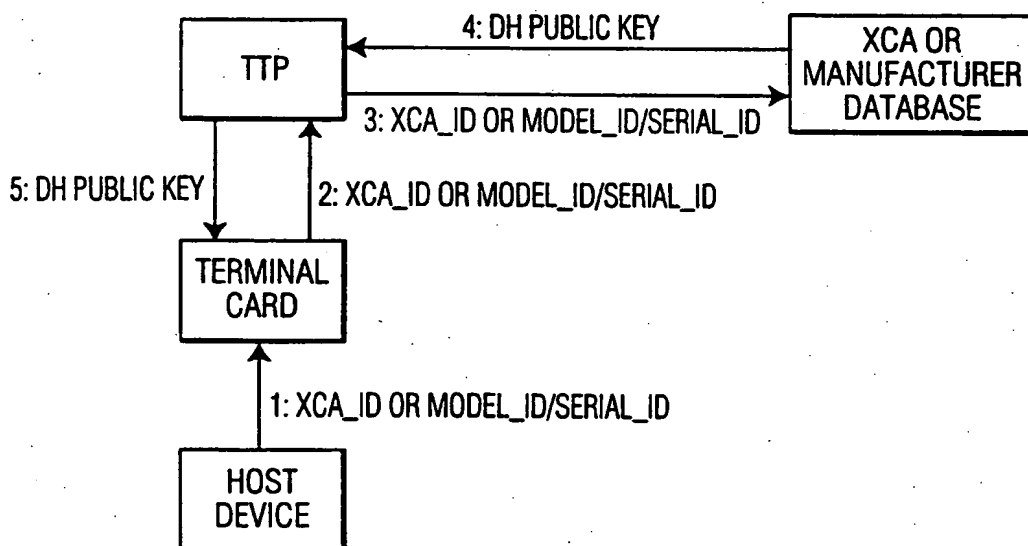 4: DH PUBLIC KEY
TTP
XCA OR
MANUFACTURER
DATABASE
3: XCA_ID OR MODEL_ID/SERIAL_ID
5: DH PUBLIC KEY
2: XCA_ID OR MODEL_ID/SERIAL_ID
TERMINAL
CARD
1: XCA_ID OR MODEL_ID/SERIAL_ID
HOST
DEVICE